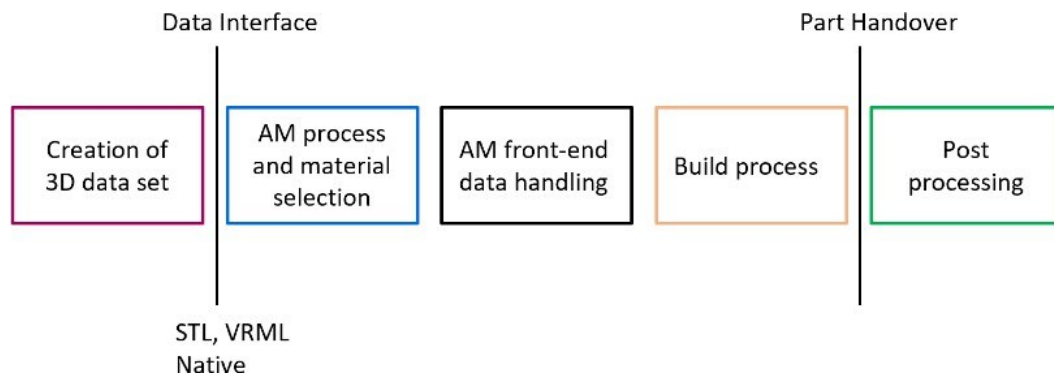 Data Interface
Part Handover
Creation of
3D data set
AM process
and material
selection
AM front-end
data handling
Build process
Post
processing
STL, VRML
Native